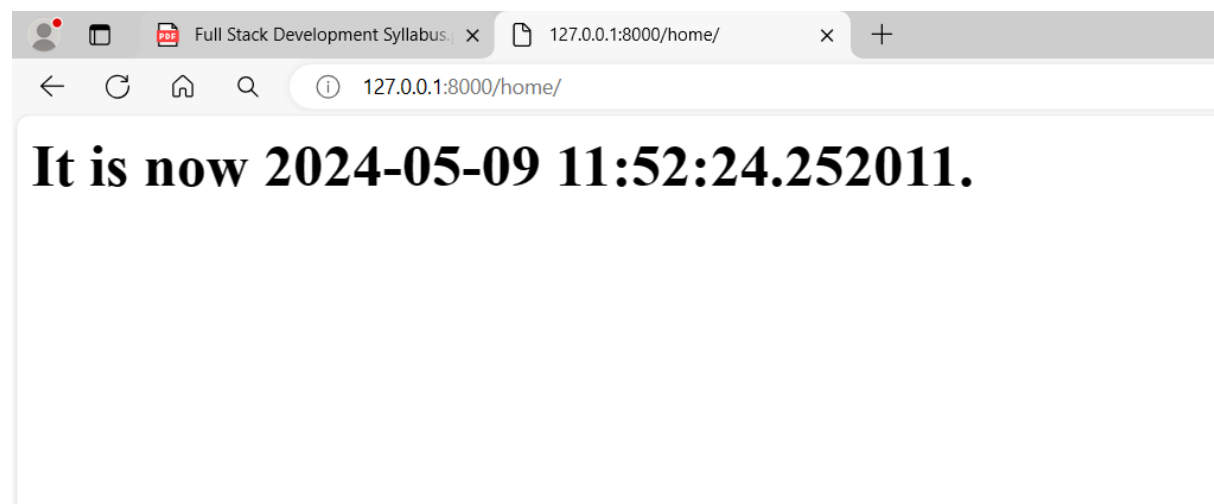 PDF
Full Stack Development Syllabus.
127.0.0.1:8000/home/
127.0.0.1:8000/home/
It is now 2024-05-09 11:52:24.252011.